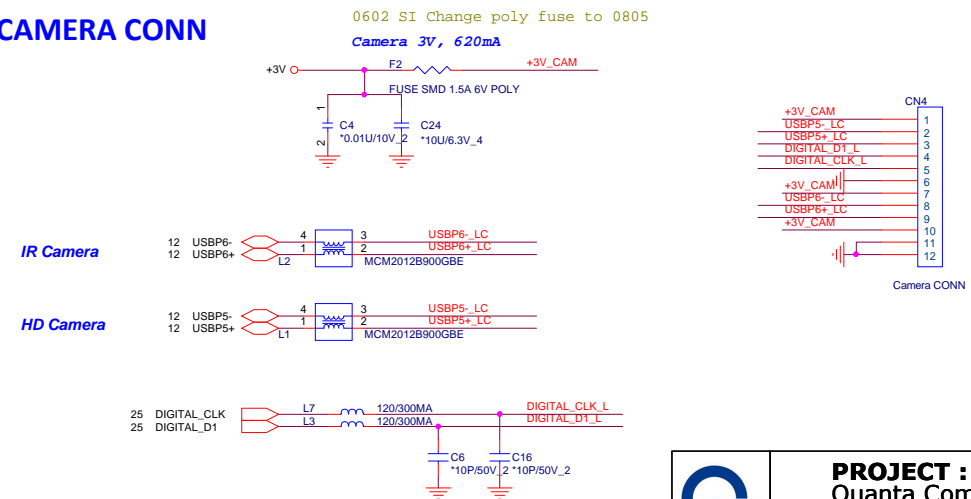 CAMERA CONN
0602 SI Change poly fuse to 0805
Camera 3V, 620mA
+3V
F2
+3V_CAM
FUSE SMD 1.5A 6V POLY
1
2
C4
*0.01U/10V_2
C24
*10U/6.3V_4
CN4
+3V_CAM 1
USBP5-_LC 2
USBP5+_LC 3
DIGITAL_D1_L 4
DIGITAL_CLK_L 5
6
+3V_CAM 7
USBP6-_LC 8
USBP6+_LC 9
+3V_CAM 10
11
12
Camera CONN
IR Camera
12 USBP6- 4 3 USBP6-_LC
12 USBP6+ 1 2 USBP6+_LC
L2 MCM2012B900GBE
HD Camera
12 USBP5- 4 3 USBP5-_LC
12 USBP5+ 1 2 USBP5+_LC
L1 MCM2012B900GBE
25 DIGITAL_CLK L7 120/300MA DIGITAL_CLK_L
25 DIGITAL_D1 L3 120/300MA DIGITAL_D1_L
C6
*10P/50V_2
C16
*10P/50V_2
PROJECT :
Quanta Com